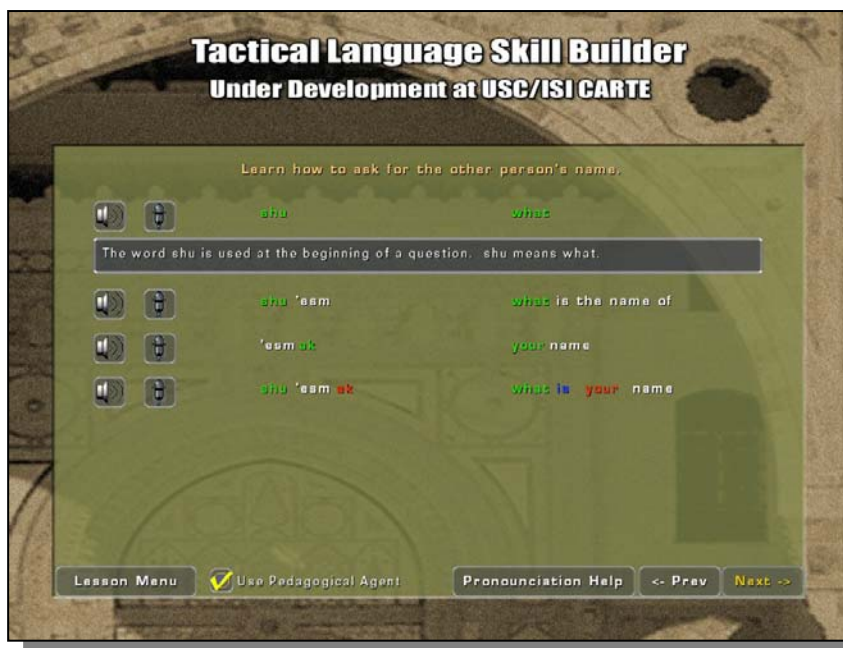 Tactical Language Skill Builder
Under Development at USC/ISI CARTE
Learn how to ask for the other person's name.
shu what
The word shu is used at the beginning of a question. shu means what.
shu 'esm what is the name of
'esm ak your name
shu 'esm ak what is your name
Lesson Menu Use Pedagogical Agent Pronounciation Help <- Prev Next ->